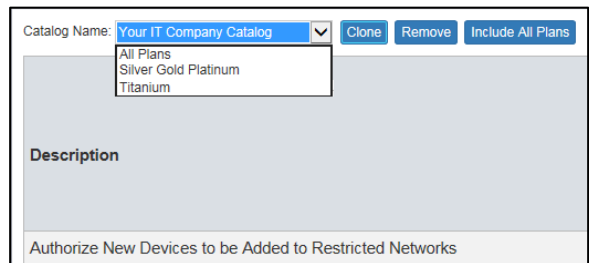 Catalog Name: Your IT Company Catalog Clone Remove Include All Plans
All Plans
Silver Gold Platinum
Titanium
Description
Authorize New Devices to be Added to Restricted Networks